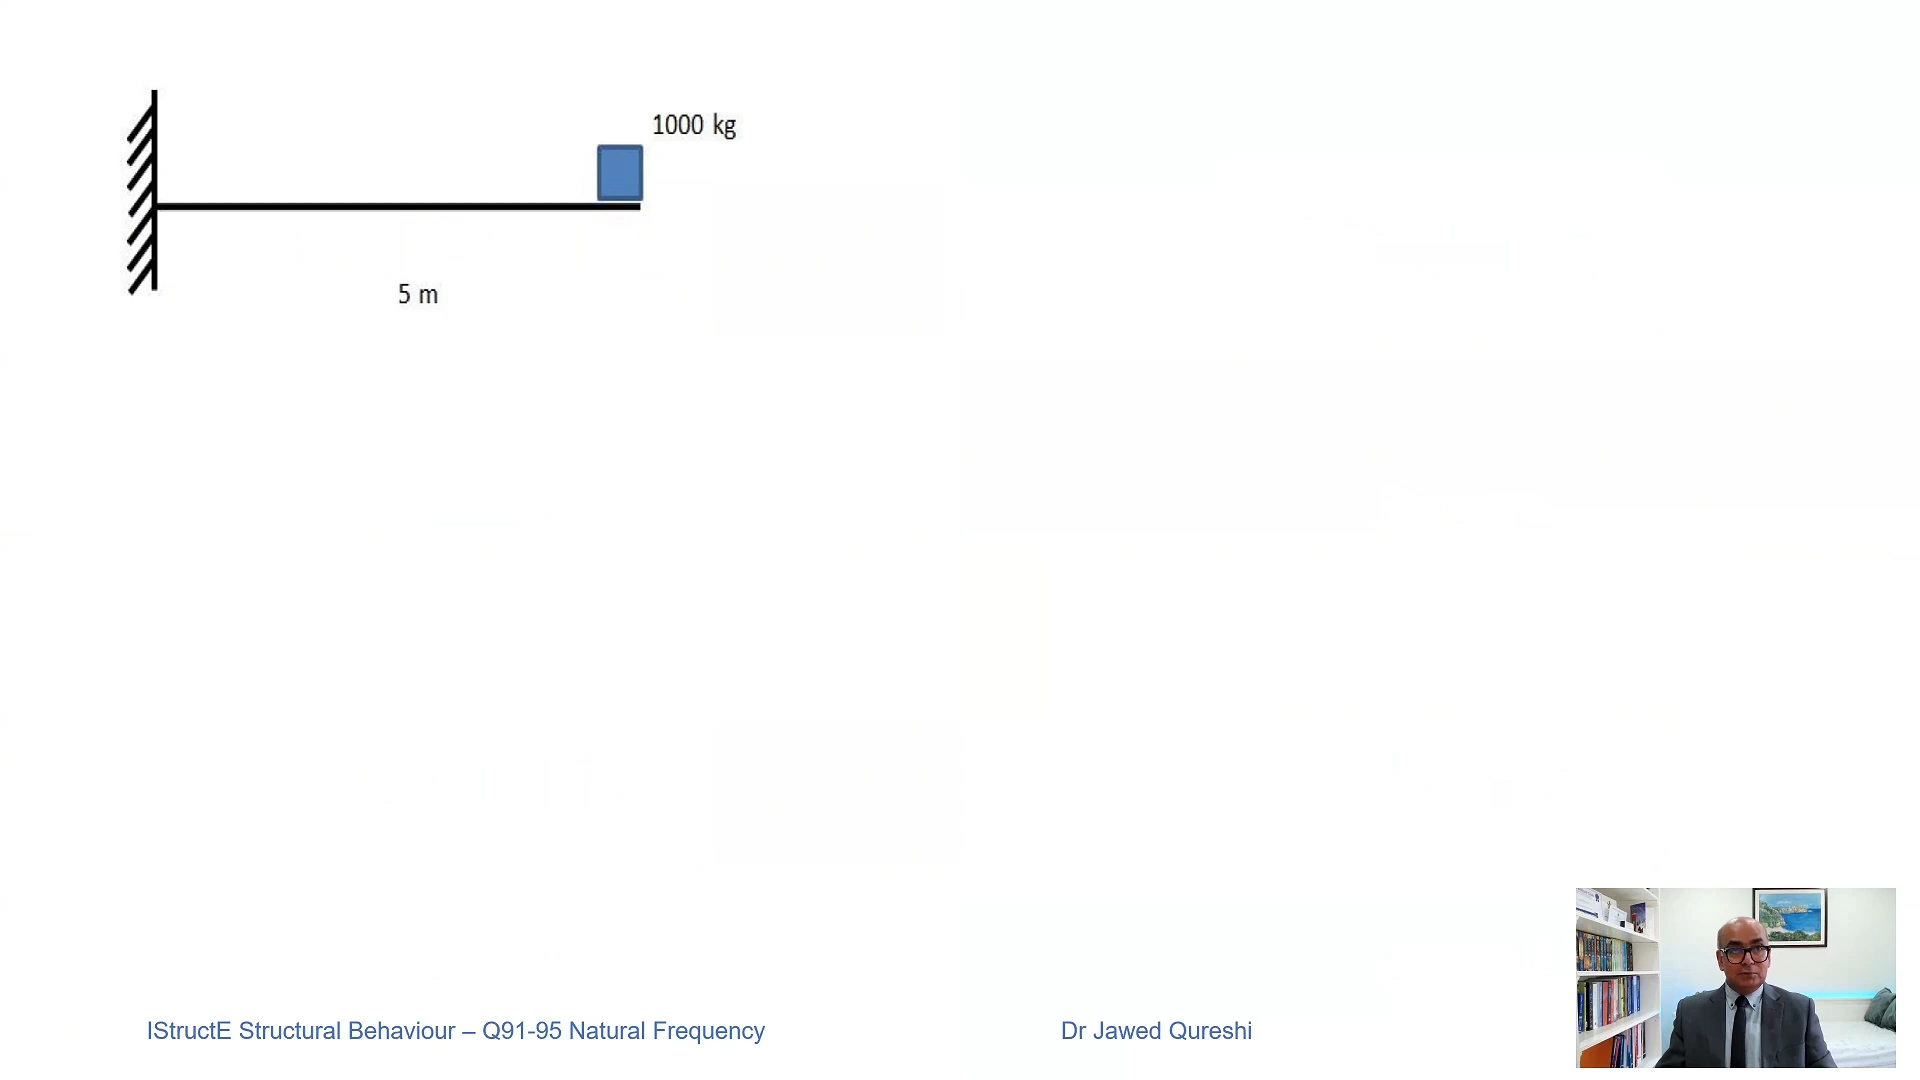 1000 kg
5 m
IStructE Structural Behaviour – Q91-95 Natural Frequency
Dr Jawed Qureshi